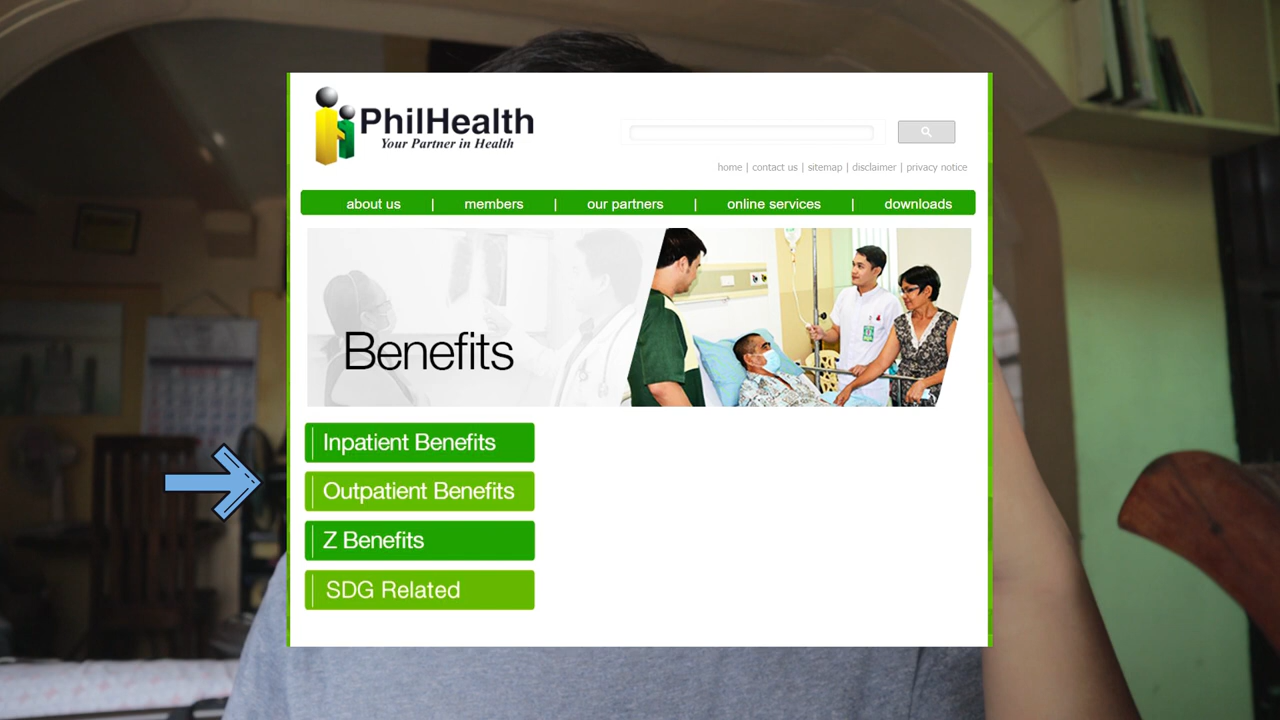 PhilHealth
Your Partner in Health
home | contact us | sitemap | disclaimer | privacy notice
about us | members | our partners | online services | downloads
Benefits
Inpatient Benefits
Outpatient Benefits
Z Benefits
SDG Related